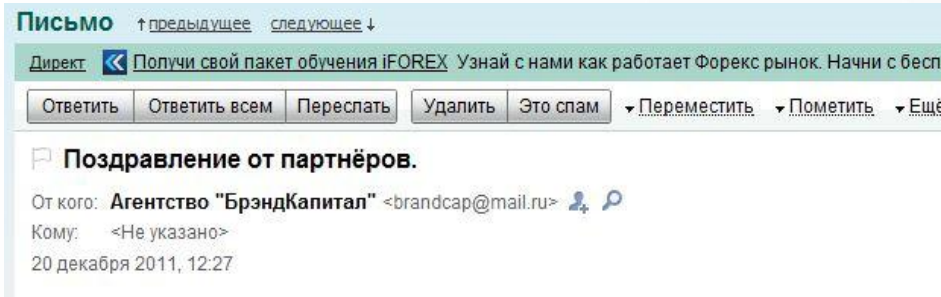 Письмо ↑предыдущее следующее↓
Директ Получи свой пакет обучения iFOREX Узнай с нами как работает Форекс рынок. Начни с
Ответить Ответить всем Переслать Удалить Это спам Переместить Пометить Ещё
Поздравление от партнёров.
От кого: Агентство "БрэндКапитал" <brandcap@mail.ru>
Кому: <Не указано>
20 декабря 2011, 12:27